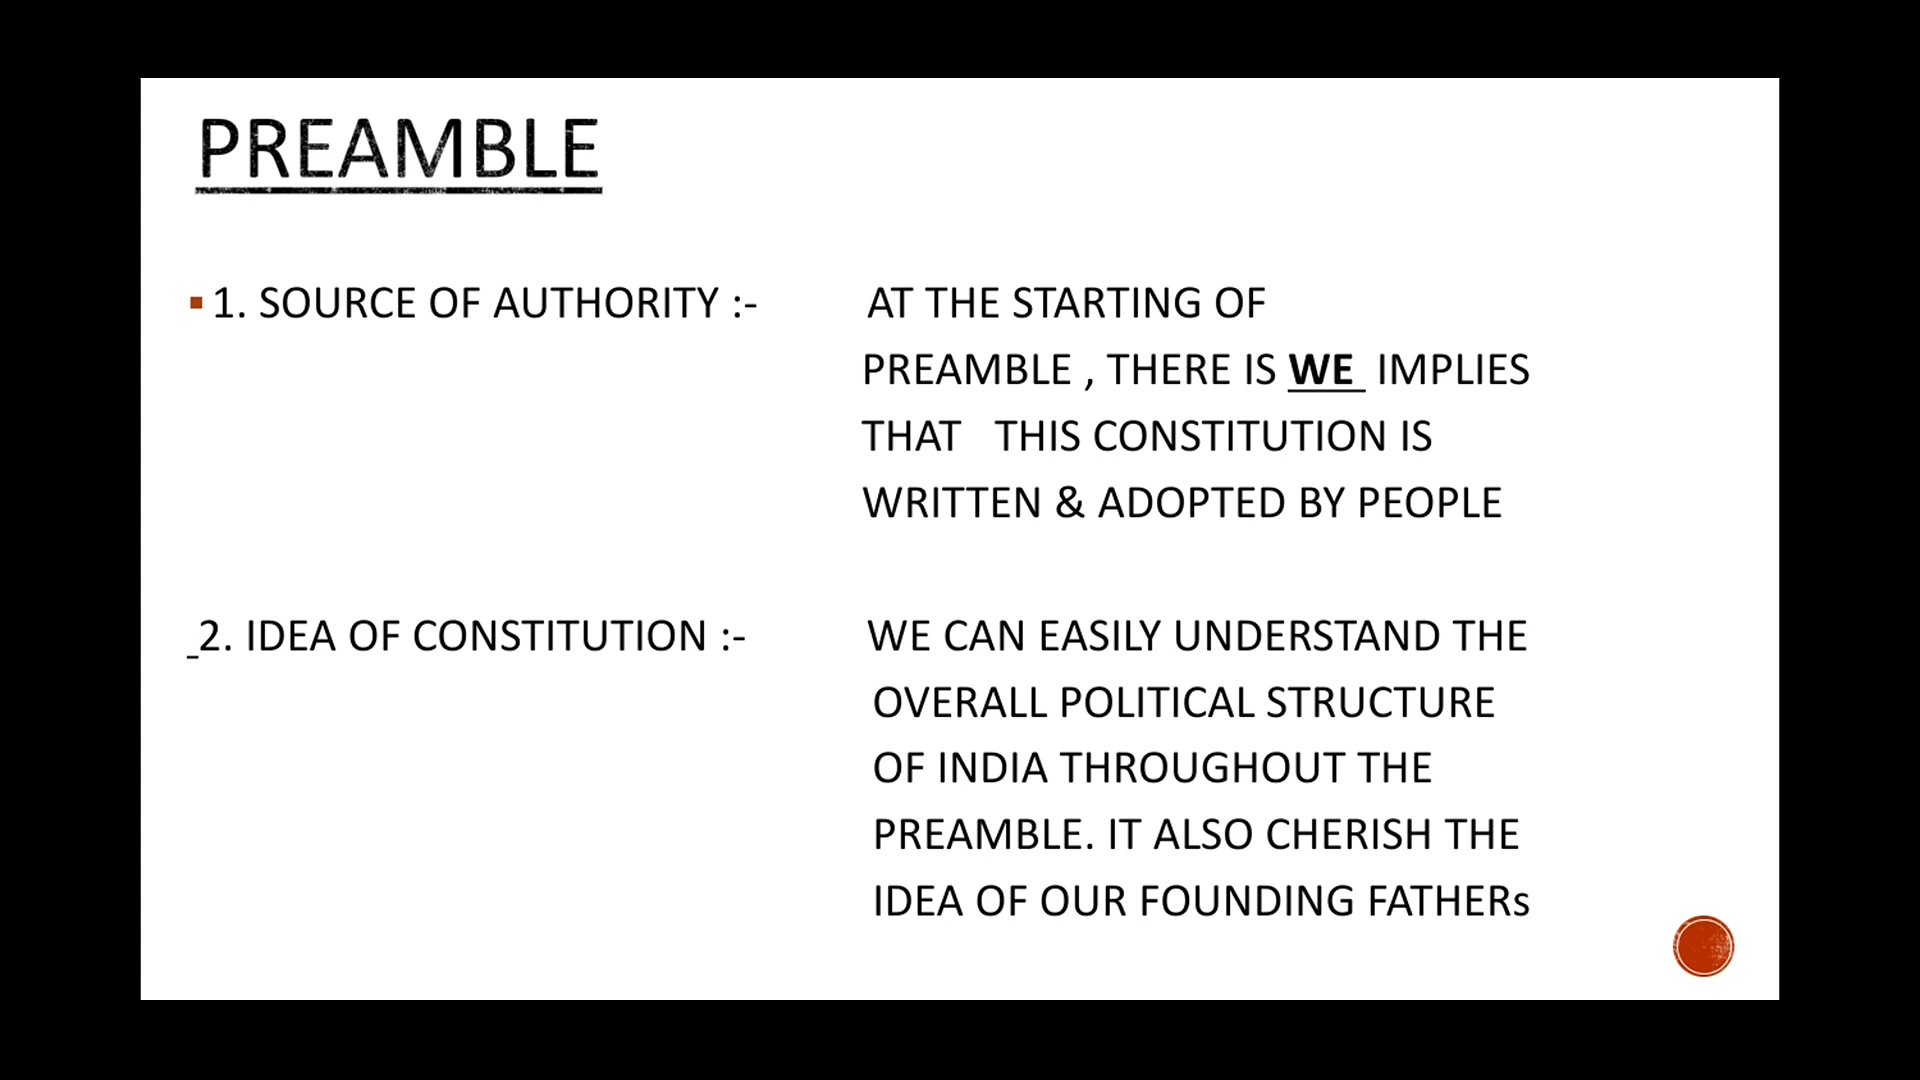 PREAMBLE
1. SOURCE OF AUTHORITY :- AT THE STARTING OF
PREAMBLE , THERE IS WE IMPLIES
THAT THIS CONSTITUTION IS
WRITTEN & ADOPTED BY PEOPLE
2. IDEA OF CONSTITUTION :- WE CAN EASILY UNDERSTAND THE
OVERALL POLITICAL STRUCTURE
OF INDIA THROUGHOUT THE
PREAMBLE. IT ALSO CHERISH THE
IDEA OF OUR FOUNDING FATHERs